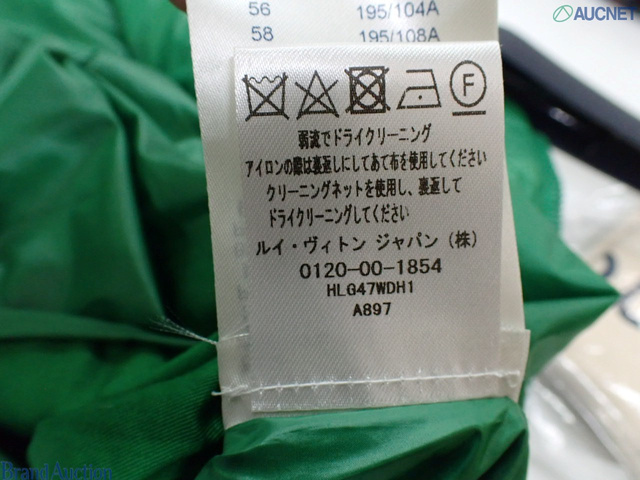 56 195/104A
58 195/108A
AUCNET
F
弱流でドライクリーニング
アイロンの際は裏返しにしてあて布を使用してください
クリーニングネットを使用し、裏返して
ドライクリーニングしてください
ルイ・ヴィトン ジャパン (株)
0120-00-1854
HLG47WDH1
A897
Brand Auction